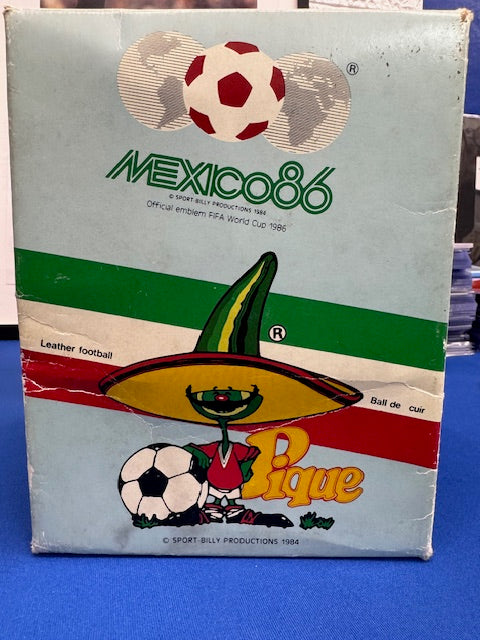 ®
MEXICO86
© SPORT-BILLY PRODUCTIONS 1984
Official emblem FIFA World Cup 1986
®
Leather football
Ball de cuir
Pique
© SPORT-BILLY PRODUCTIONS 1984